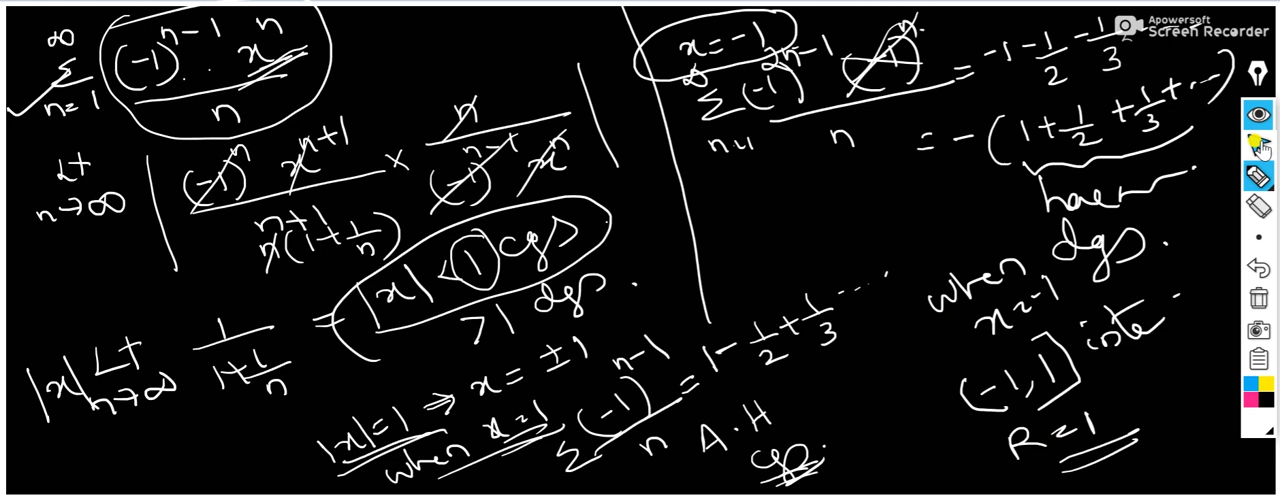 ∞
∑ (-1)^{n-1} x^n / n
n=1
Lt n→∞ | (-1)^n x^{n+1} / n+1 × n / (-1)^{n-1} x^n |
n(1+1/n)
|x| Lt n→∞ 1 / 1+1/n = |x| <1 cgs
>1 dgs.
|x|=1 ⇒ x = ±1
when x=1 ∑ (-1)^{n-1} / n = 1 - 1/2 + 1/3 ....
A.H
cgs.
x = -1
∞
∑ (-1)^{2n-1} (-1)^n / n = -1 - 1/2 - 1/3 --
= -(1 + 1/2 + 1/3 + ...)
dgs.
when
x=-1
(-1, 1] inte
R=1
Apowersoft
Screen Recorder